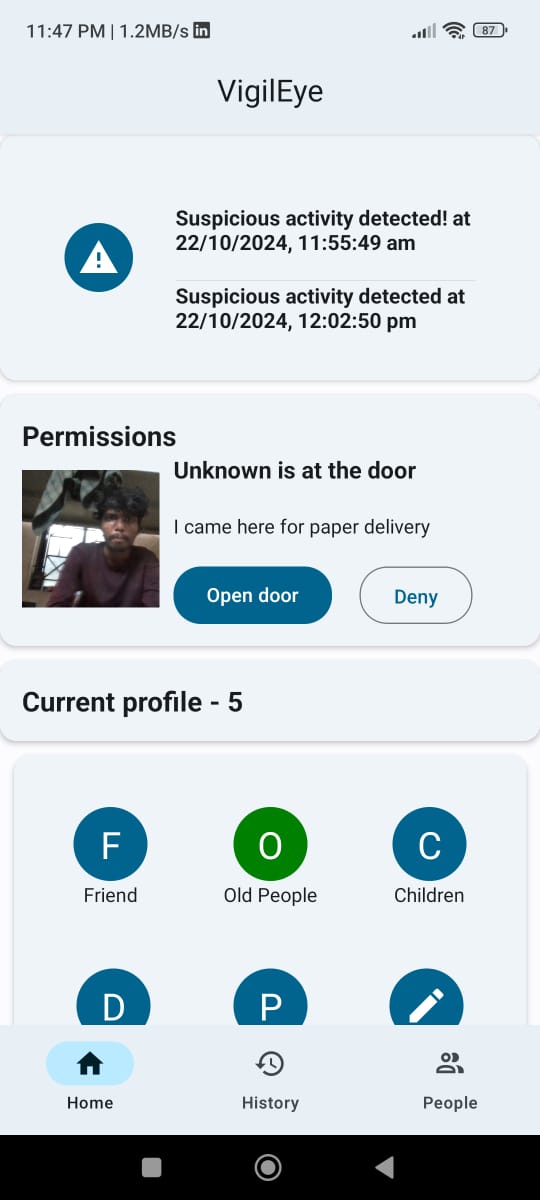 11:47 PM | 1.2MB/s in 87
VigilEye
Suspicious activity detected! at
22/10/2024, 11:55:49 am
Suspicious activity detected at
22/10/2024, 12:02:50 pm
Permissions
Unknown is at the door
I came here for paper delivery
Open door Deny
Current profile - 5
F O C
Friend Old People Children
D P
Home History People